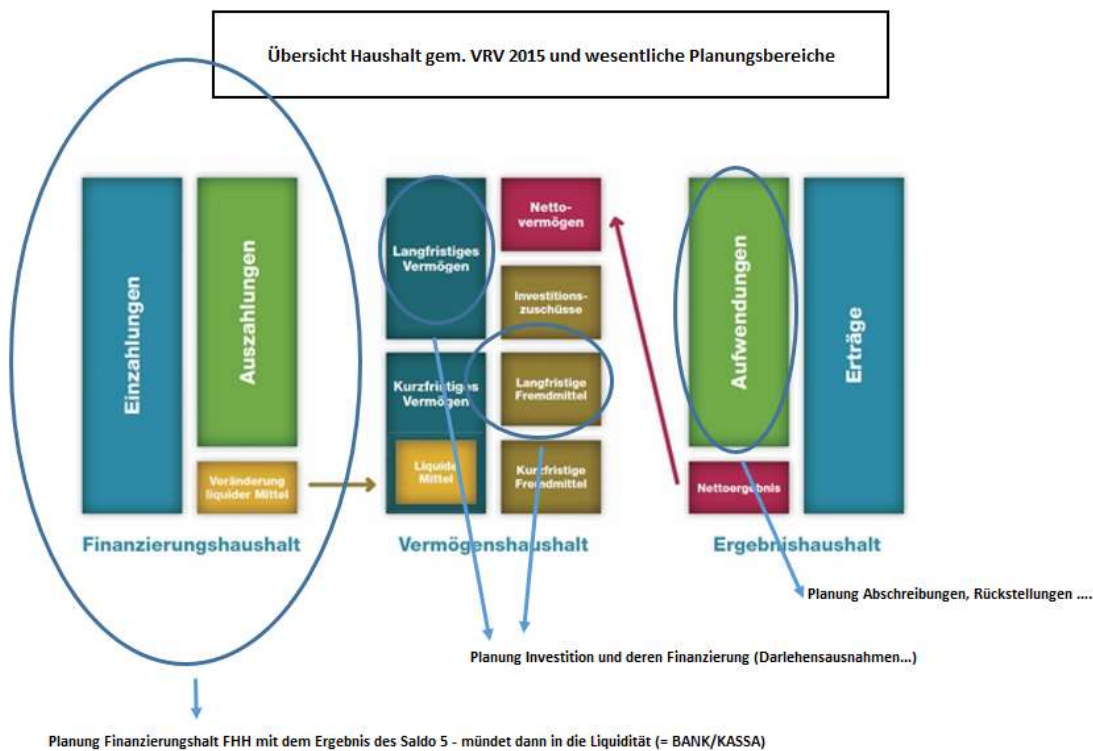 Übersicht Haushalt gem. VRV 2015 und wesentliche Planungsbereiche
Einzahlungen
Auszahlungen
Veränderung
liquider Mittel
Finanzierungshaushalt
Langfristiges
Vermögen
Kurzfristiges
Vermögen
Liquide
Mittel
Netto-
vermögen
Investitions-
zuschüsse
Langfristige
Fremdmittel
Kurzfristige
Fremdmittel
Vermögenshaushalt
Aufwendungen
Nettoergebnis
Erträge
Ergebnishaushalt
Planung Abschreibungen, Rückstellungen ....
Planung Investition und deren Finanzierung (Darlehensausnahmen...)
Planung Finanzierungshalt FHH mit dem Ergebnis des Saldo 5 - mündet dann in die Liquidität (= BANK/KASSA)